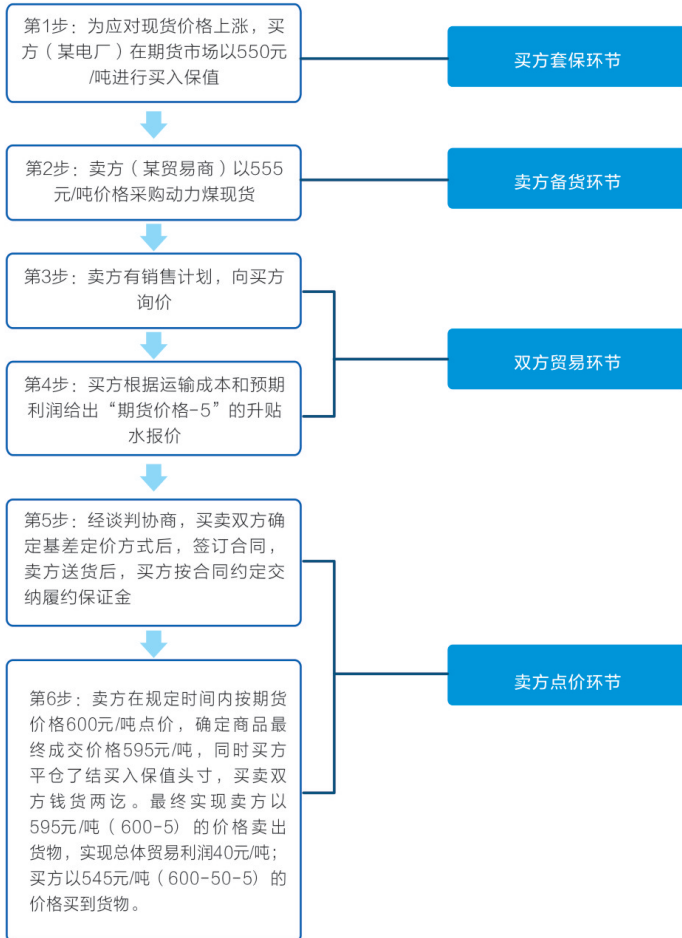 第1步：为应对现货价格上涨，买
方（某电厂）在期货市场以550元
/吨进行买入保值
买方套保环节
第2步：卖方（某贸易商）以555
元/吨价格采购动力煤现货
卖方备货环节
第3步：卖方有销售计划，向买方
询价
第4步：买方根据运输成本和预期
利润给出“期货价格-5”的升贴
水报价
双方贸易环节
第5步：经谈判协商，买卖双方确
定基差定价方式后，签订合同，
卖方送货后，买方按合同约定交
纳履约保证金
第6步：卖方在规定时间内按期货
价格600元/吨点价，确定商品最
终成交价格595元/吨，同时买方
平仓了结买入保值头寸，买卖双
方钱货两讫。最终实现卖方以
595元/吨（600-5）的价格卖出
货物，实现总体贸易利润40元/吨；
买方以545元/吨（600-50-5）的
价格买到货物。
卖方点价环节